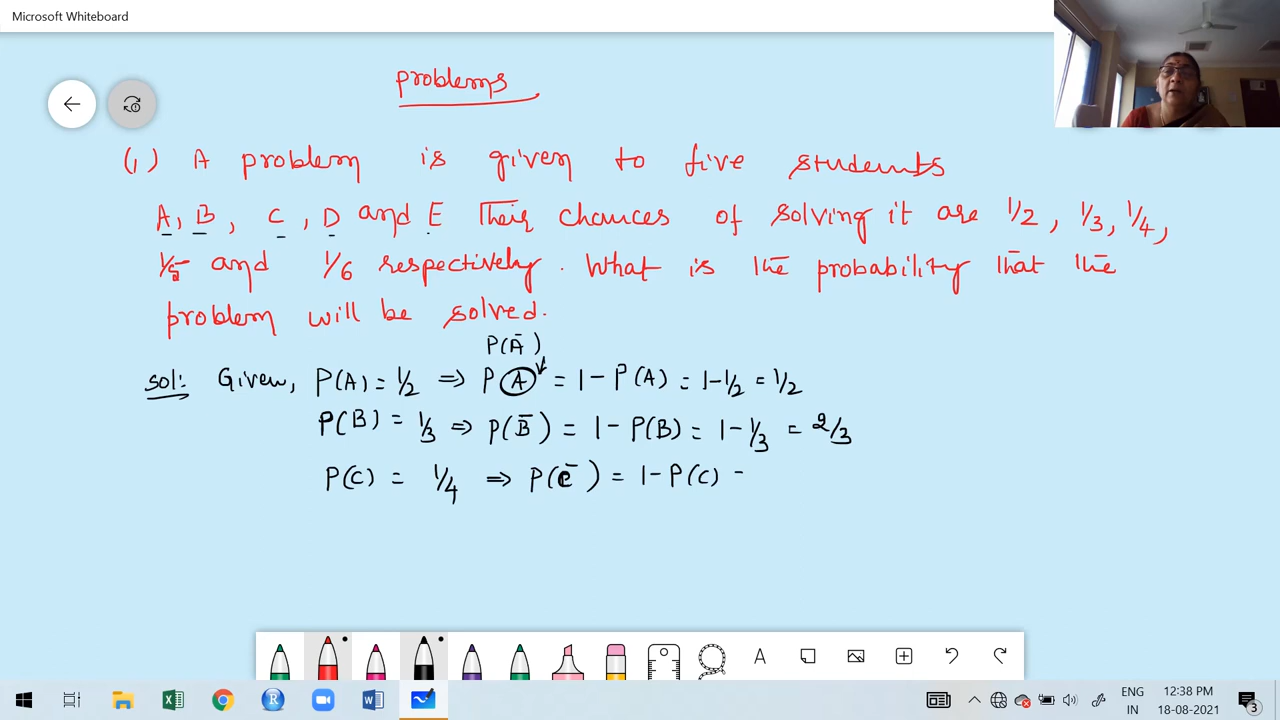 Microsoft Whiteboard
Problems
(1) A problem is given to five students
A, B, C, D and E Their chances of solving it are 1/2, 1/3, 1/4,
1/5 and 1/6 respectively. What is the probability that the
problem will be solved.
P(Ā)
Sol: Given, P(A) = 1/2 ⇒ P(A) = 1 - P(A) = 1 - 1/2 = 1/2
P(B) = 1/3 ⇒ P(B̄) = 1 - P(B) = 1 - 1/3 = 2/3
P(C) = 1/4 ⇒ P(C̄) = 1 - P(C) -
A
ENG
IN
12:38 PM
18-08-2021
3